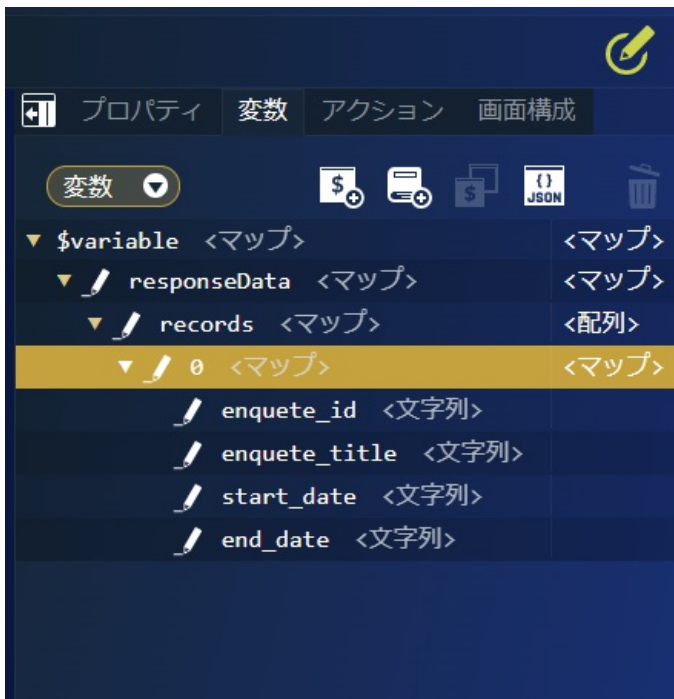 プロパティ 変数 アクション 画面構成
変数 $ $ {} JSON
$variable <マップ> <マップ>
responseData <マップ> <マップ>
records <マップ> <配列>
0 <マップ> <マップ>
enquete_id <文字列>
enquete_title <文字列>
start_date <文字列>
end_date <文字列>